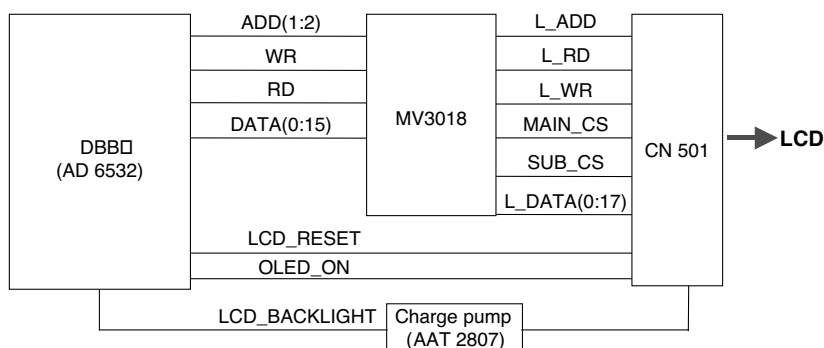 ADD(1:2)
WR
RD
DATA(0:15)
DBB□
(AD 6532)
MV3018
L_ADD
L_RD
L_WR
MAIN_CS
SUB_CS
L_DATA(0:17)
CN 501
LCD
LCD_RESET
OLED_ON
LCD_BACKLIGHT
Charge pump
(AAT 2807)